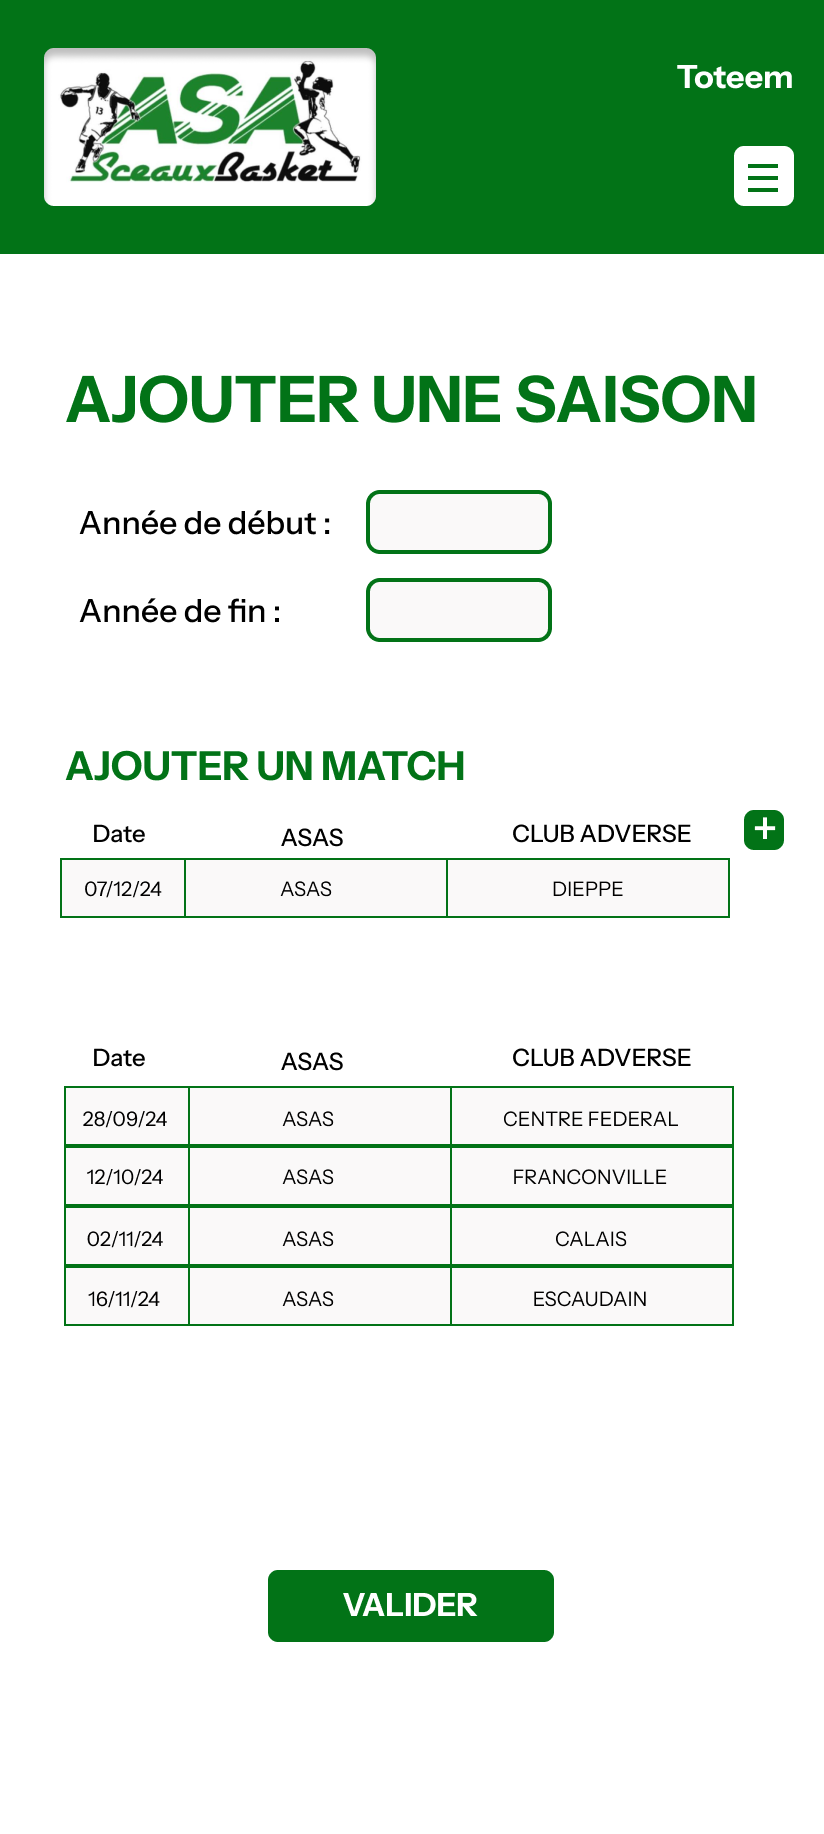 ASA
13
SceauxBasket
Toteem
AJOUTER UNE SAISON
Année de début :
Année de fin :
AJOUTER UN MATCH
Date ASAS CLUB ADVERSE +
07/12/24 ASAS DIEPPE
Date ASAS CLUB ADVERSE
28/09/24 ASAS CENTRE FEDERAL
12/10/24 ASAS FRANCONVILLE
02/11/24 ASAS CALAIS
16/11/24 ASAS ESCAUDAIN
VALIDER